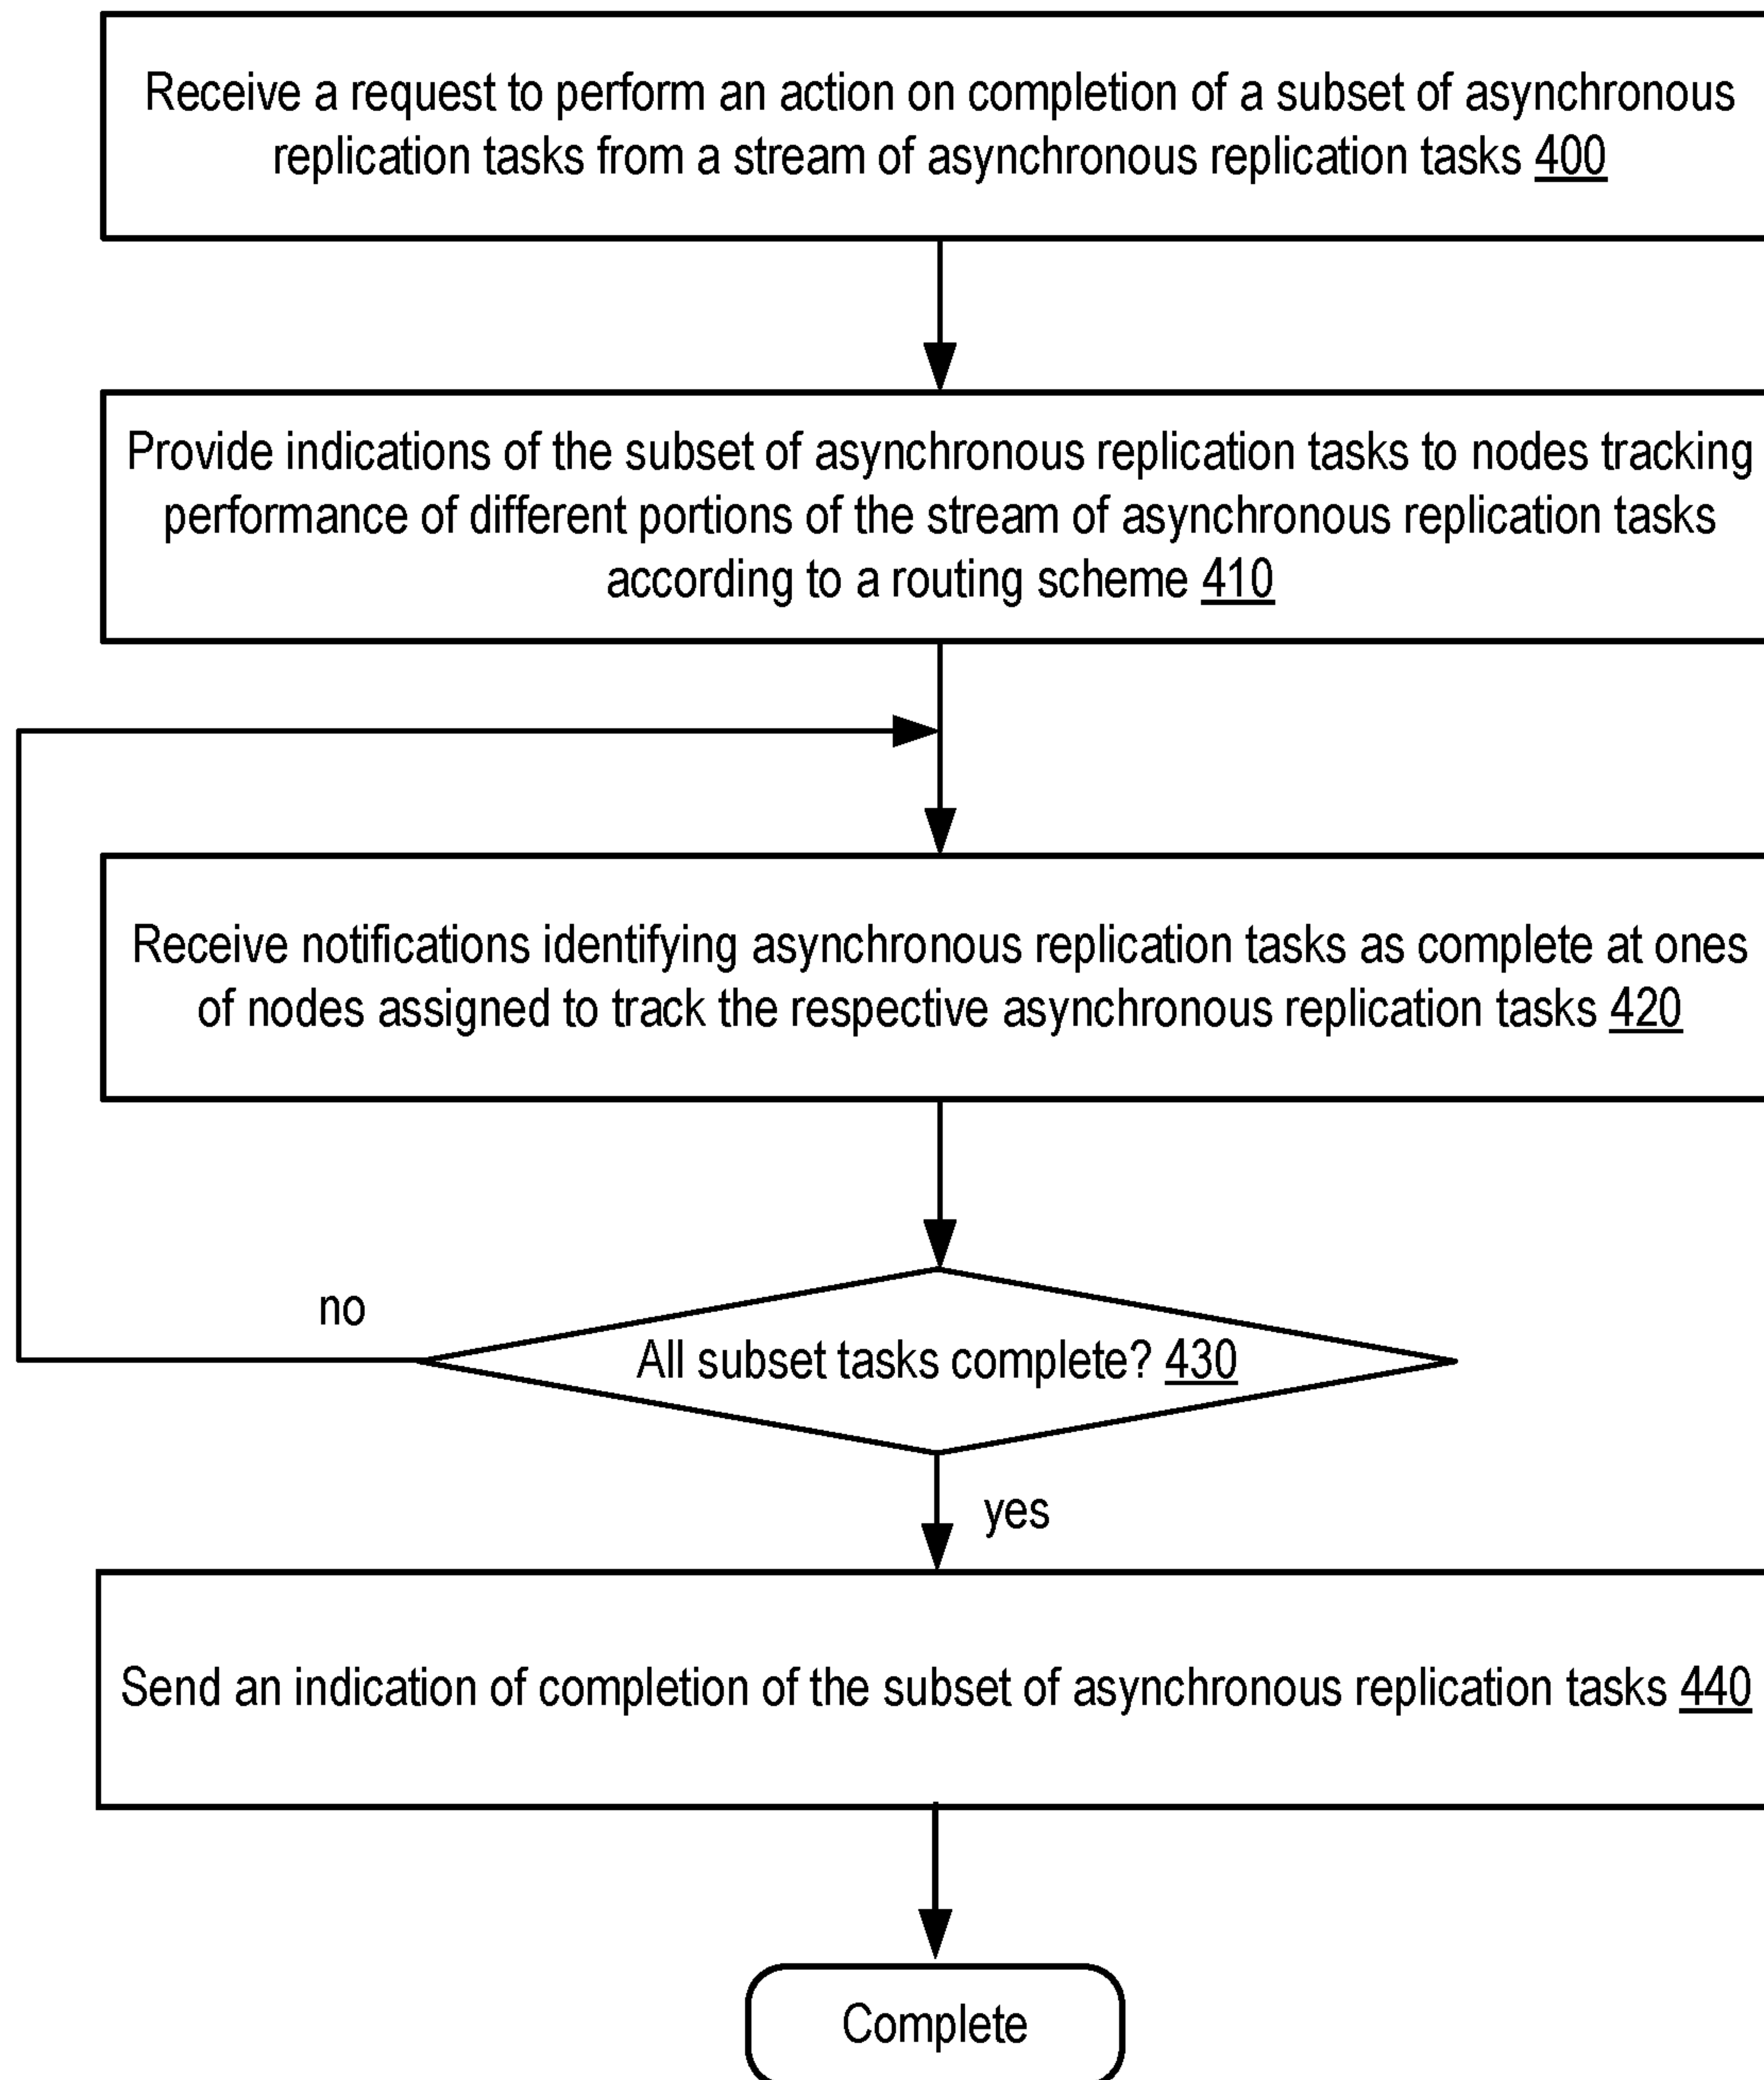 Receive a request to perform an action on completion of a subset of asynchronous
replication tasks from a stream of asynchronous replication tasks 400
Provide indications of the subset of asynchronous replication tasks to nodes tracking
performance of different portions of the stream of asynchronous replication tasks
according to a routing scheme 410
Receive notifications identifying asynchronous replication tasks as complete at ones
of nodes assigned to track the respective asynchronous replication tasks 420
no
All subset tasks complete? 430
yes
Send an indication of completion of the subset of asynchronous replication tasks 440
Complete